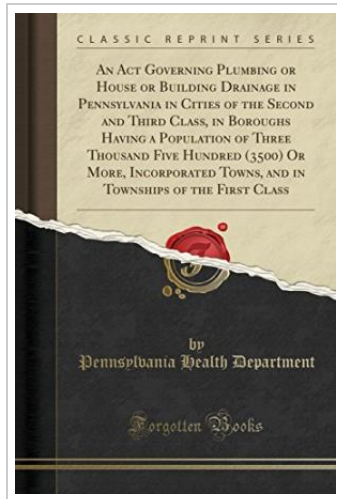 CLASSIC REPRINT SERIES
AN ACT GOVERNING PLUMBING OR
HOUSE OR BUILDING DRAINAGE IN
PENNSYLVANIA IN CITIES OF THE SECOND
AND THIRD CLASS, IN BOROUGHS
HAVING A POPULATION OF THREE
THOUSAND FIVE HUNDRED (3500) OR
MORE, INCORPORATED TOWNS, AND IN
TOWNSHIPS OF THE FIRST CLASS
by
Pennsylvania Health Department
Forgotten Books